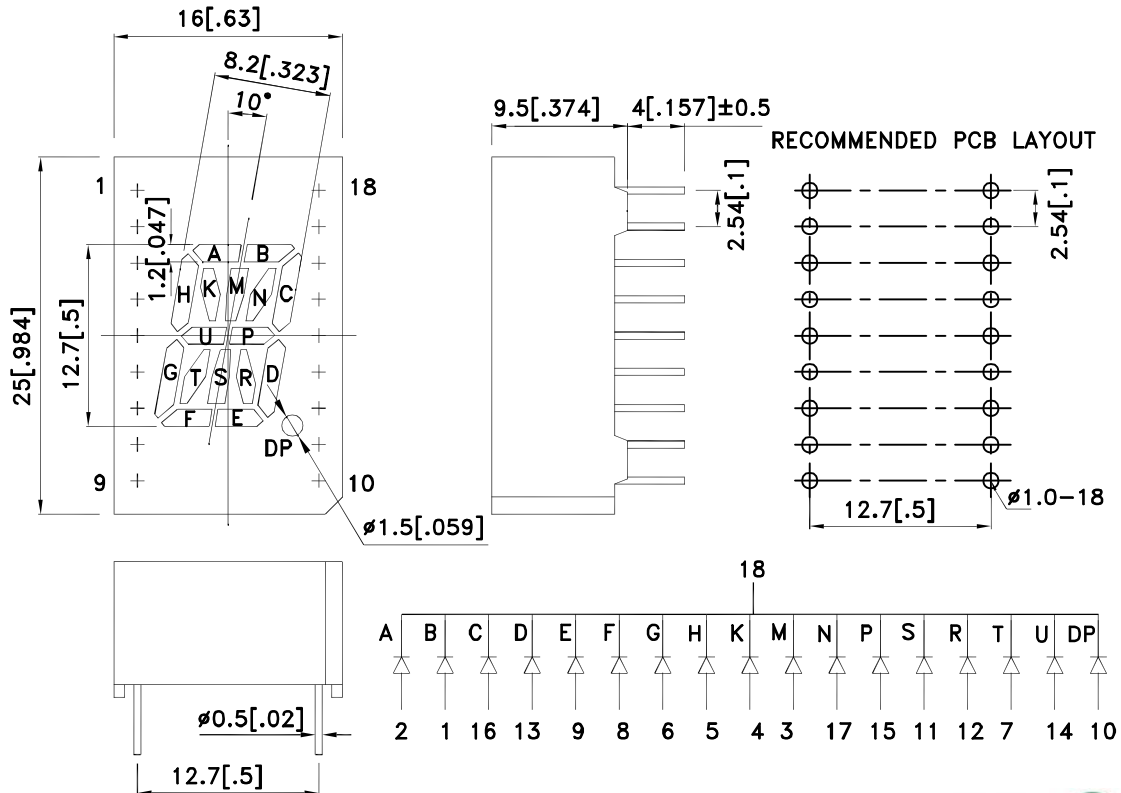 16[.63]
8.2[.323]
10°
9.5[.374]
4[.157]±0.5
RECOMMENDED PCB LAYOUT
1
18
2.54[.1]
2.54[.1]
1.2[.047]
A B
H K M N C
25[.984]
12.7[.5]
U P
G T S R D
F E
DP
9
10
ø1.0-18
12.7[.5]
ø1.5[.059]
18
A B C D E F G H K M N P S R T U DP
ø0.5[.02]
2 1 16 13 9 8 6 5 4 3 17 15 11 12 7 14 10
12.7[.5]